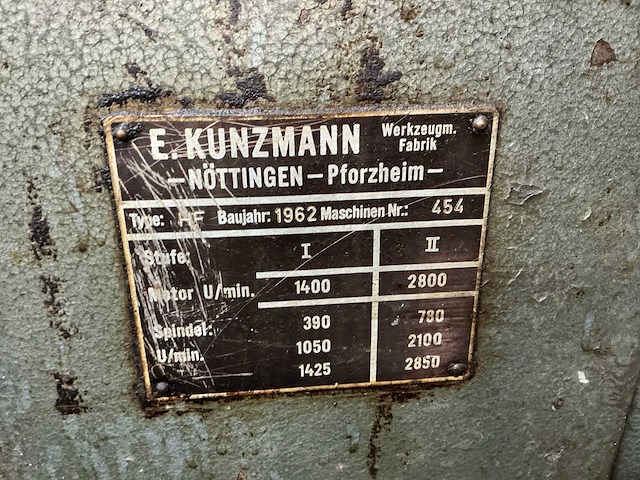 E. KUNZMANN Werkzeugm. Fabrik
— NÖTTINGEN — Pforzheim —
Type: HF Baujahr: 1962 Maschinen Nr.: 454
Stufe: I II
Motor U/min. 1400 2800
Spindel: 390 780
U/min. 1050 2100
1425 2850